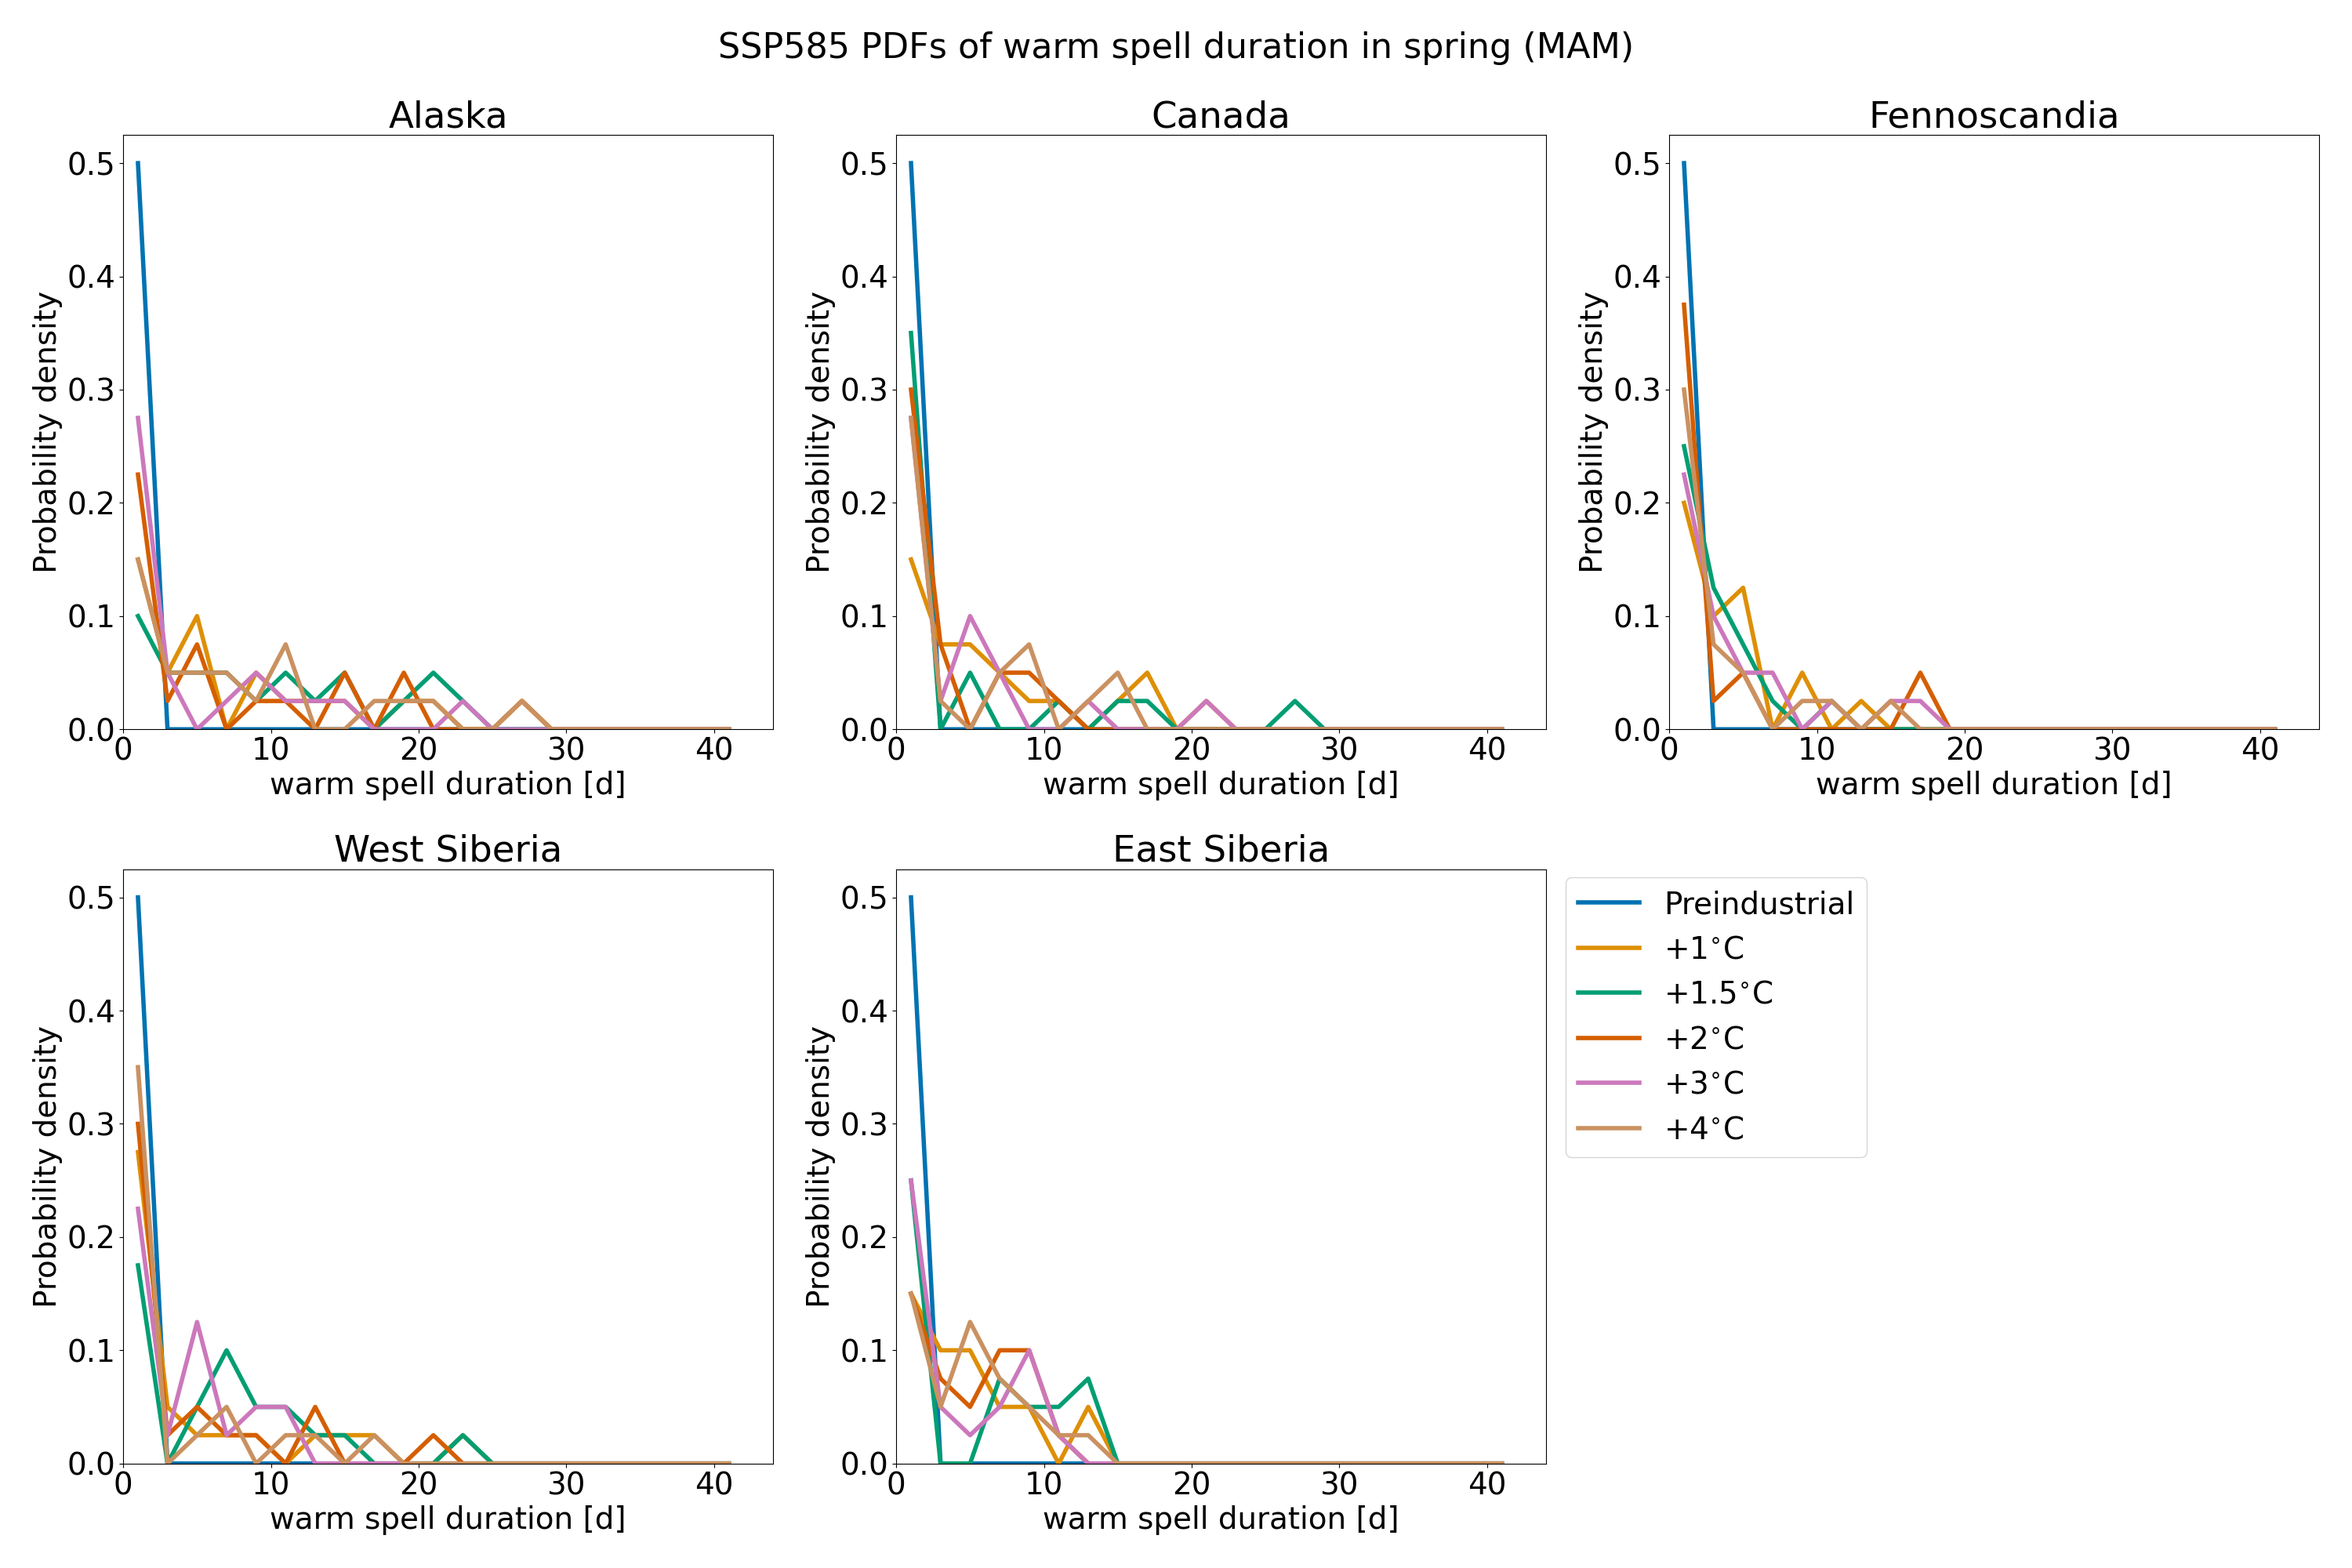 SSP585 PDFs of warm spell duration in spring (MAM)
Alaska
Probability density
0.5
0.4
0.3
0.2
0.1
0.0
0 10 20 30 40
warm spell duration [d]
Canada
Probability density
0.5
0.4
0.3
0.2
0.1
0.0
0 10 20 30 40
warm spell duration [d]
Fennoscandia
Probability density
0.5
0.4
0.3
0.2
0.1
0.0
0 10 20 30 40
warm spell duration [d]
West Siberia
Probability density
0.5
0.4
0.3
0.2
0.1
0.0
0 10 20 30 40
warm spell duration [d]
East Siberia
Probability density
0.5
0.4
0.3
0.2
0.1
0.0
0 10 20 30 40
warm spell duration [d]
Preindustrial
+1°C
+1.5°C
+2°C
+3°C
+4°C